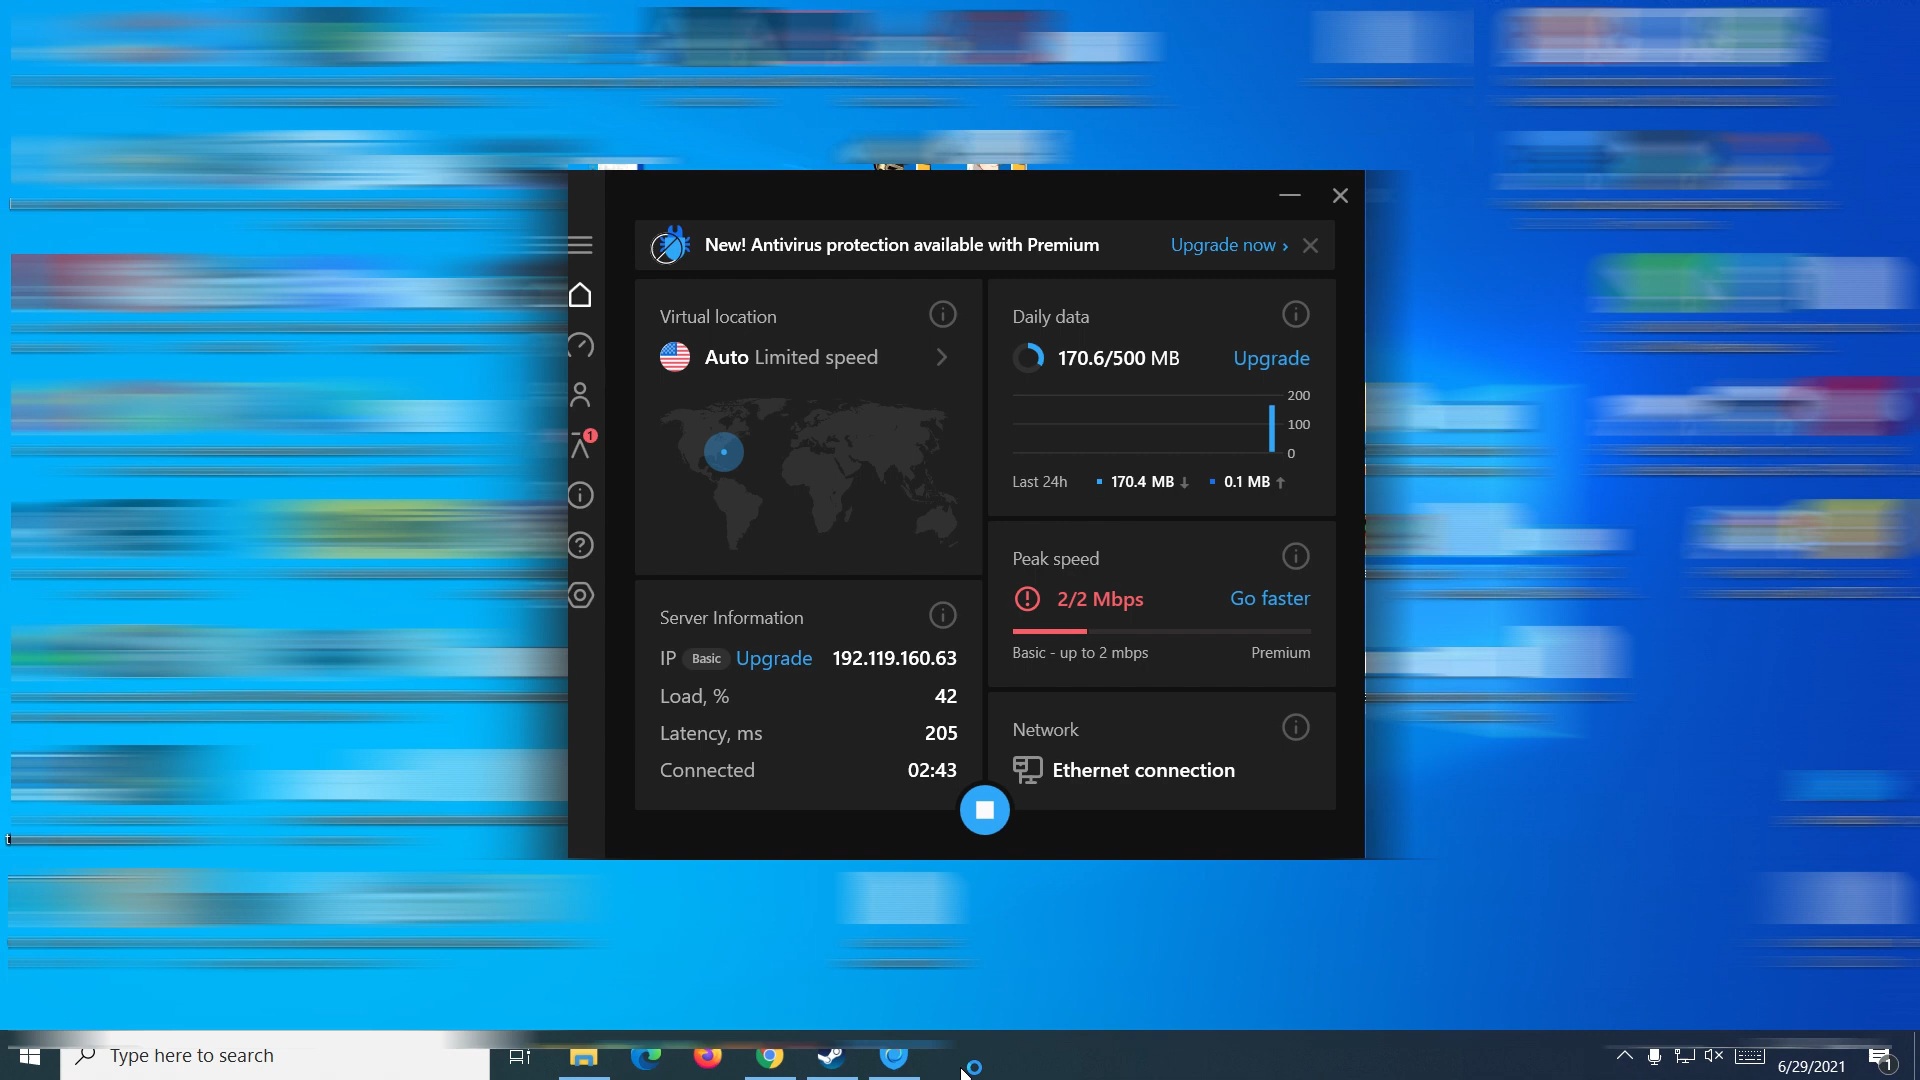 New! Antivirus protection available with Premium
Upgrade now ›
Virtual location
Auto Limited speed
Daily data
170.6/500 MB
Upgrade
200
100
0
Last 24h
170.4 MB
0.1 MB
1
Peak speed
2/2 Mbps
Go faster
Basic - up to 2 mbps
Premium
Server Information
IP Basic Upgrade 192.119.160.63
Load, % 42
Latency, ms 205
Connected 02:43
Network
Ethernet connection
Type here to search
6/29/2021
1